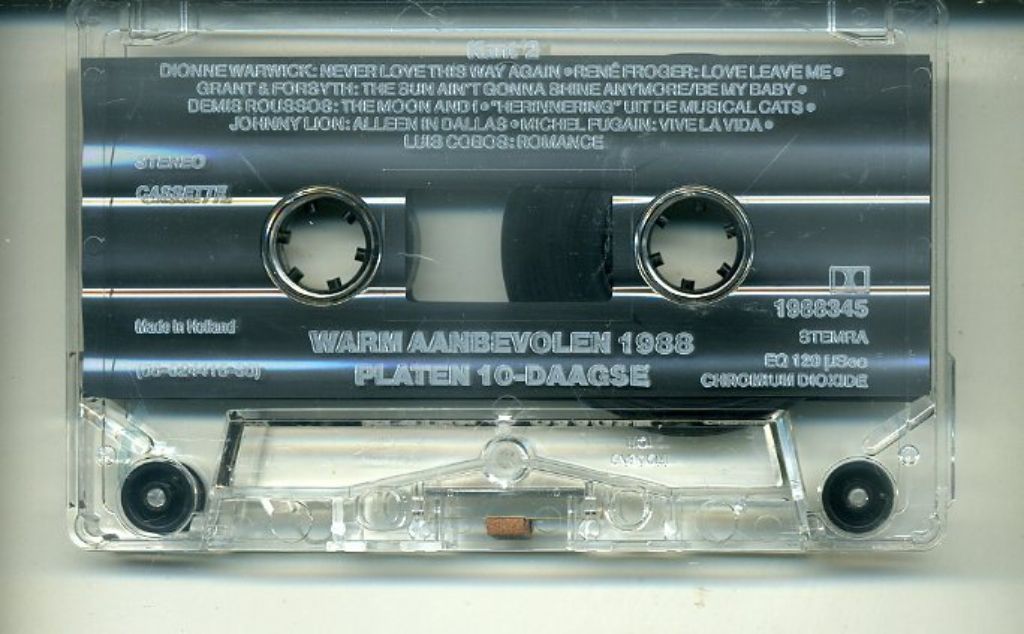 Kant 2
DIONNE WARWICK: NEVER LOVE THIS WAY AGAIN • RENÉ FROGER: LOVE LEAVE ME •
GRANT & FORSYTH: THE SUN AIN'T GONNA SHINE ANYMORE/BE MY BABY •
DEMIS ROUSSOS: THE MOON AND I • "HERINNERING" UIT DE MUSICAL CATS •
JOHNNY LION: ALLEEN IN DALLAS • MICHEL FUGAIN: VIVE LA VIDA •
LUIS COBOS: ROMANCE
STEREO
CASSETTE
1988345
Made in Holland
WARM AANBEVOLEN 1988
STEMRA
EQ 120 µSec
PLATEN 10-DAAGSE
CHROMIUM DIOXIDE